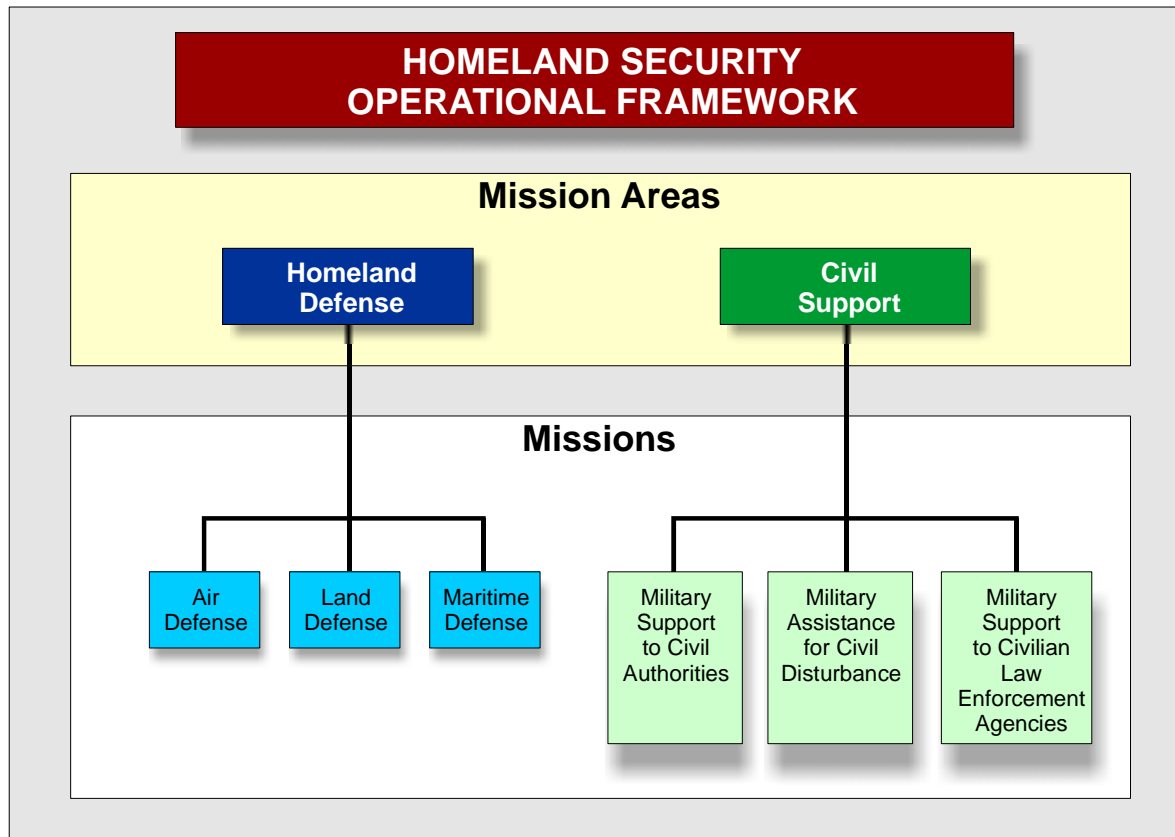 HOMELAND SECURITY
OPERATIONAL FRAMEWORK
Mission Areas
Homeland
Defense
Civil
Support
Missions
Air
Defense
Land
Defense
Maritime
Defense
Military
Support
to Civil
Authorities
Military
Assistance
for Civil
Disturbance
Military
Support
to Civilian
Law
Enforcement
Agencies